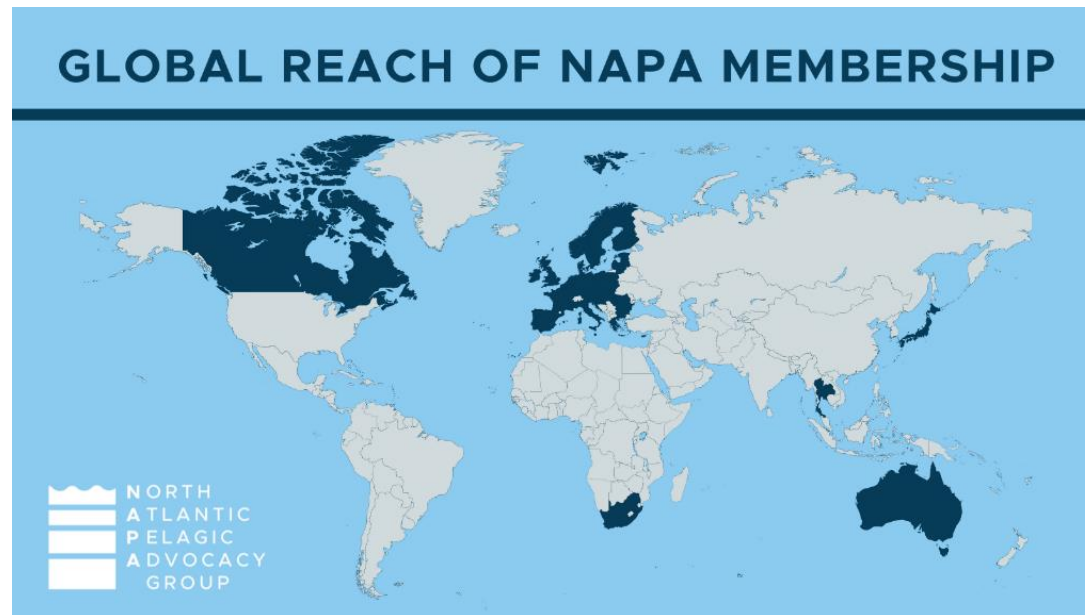 GLOBAL REACH OF NAPA MEMBERSHIP
NORTH
ATLANTIC
PELAGIC
ADVOCACY
GROUP